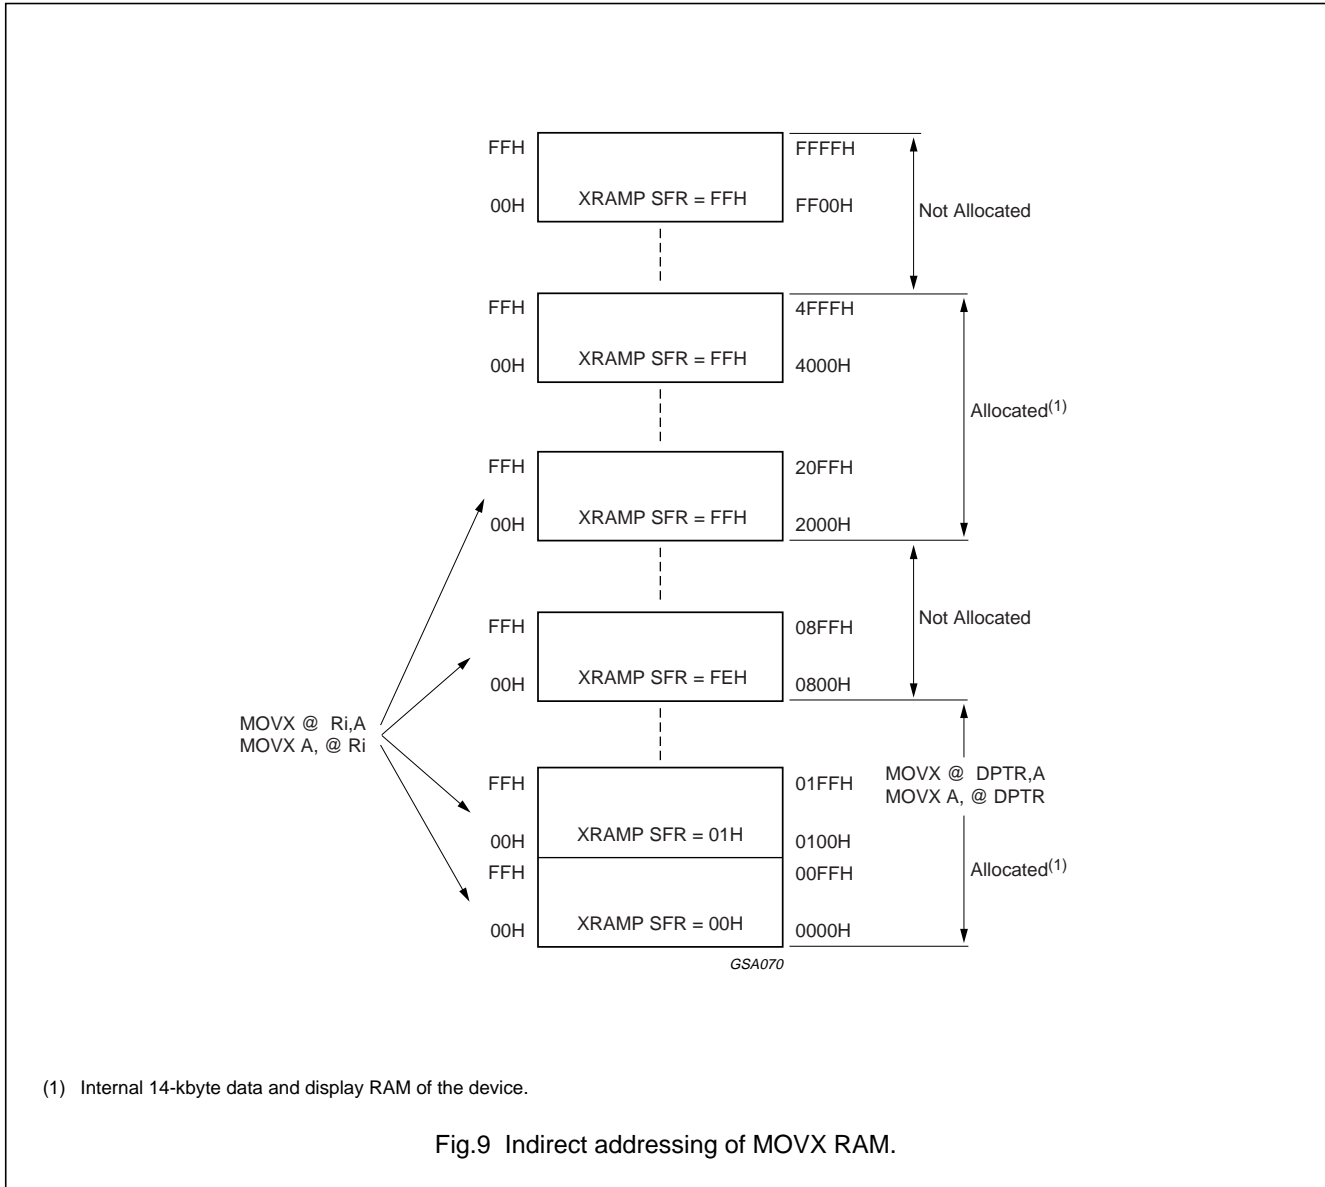 FFH FFFFH
XRAMP SFR = FFH
00H FF00H
Not Allocated
FFH 4FFFH
XRAMP SFR = FFH
00H 4000H
Allocated(1)
FFH 20FFH
XRAMP SFR = FFH
00H 2000H
Not Allocated
FFH 08FFH
XRAMP SFR = FEH
00H 0800H
MOVX @ Ri,A
MOVX A, @ Ri
MOVX @ DPTR,A
MOVX A, @ DPTR
FFH 01FFH
XRAMP SFR = 01H
00H 0100H
FFH 00FFH
Allocated(1)
XRAMP SFR = 00H
00H 0000H
GSA070
(1) Internal 14-kbyte data and display RAM of the device.
Fig.9 Indirect addressing of MOVX RAM.